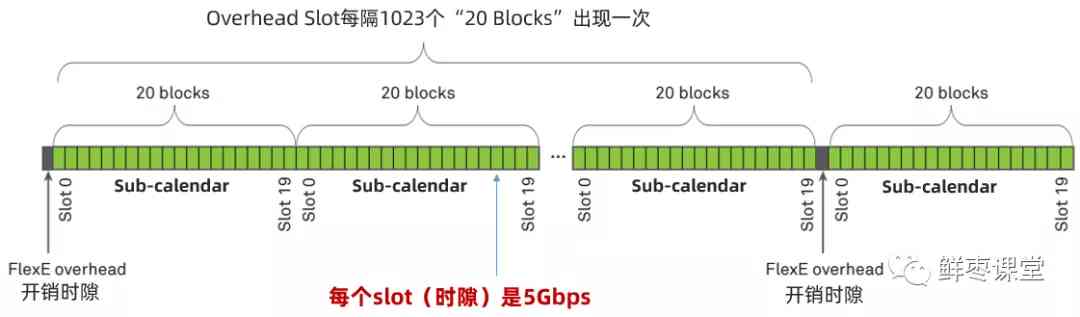 Overhead Slot每隔1023个“20 Blocks”出现一次
20 blocks
20 blocks
20 blocks
20 blocks
...
Slot 0
Sub-calendar
Slot 19
Slot 0
Sub-calendar
Slot 19
Sub-calendar
Slot 19
Slot 0
Sub-calendar
Slot 19
FlexE overhead
开销时隙
每个slot（时隙）是5Gbps
FlexE overhead
开销时隙
鲜枣课堂